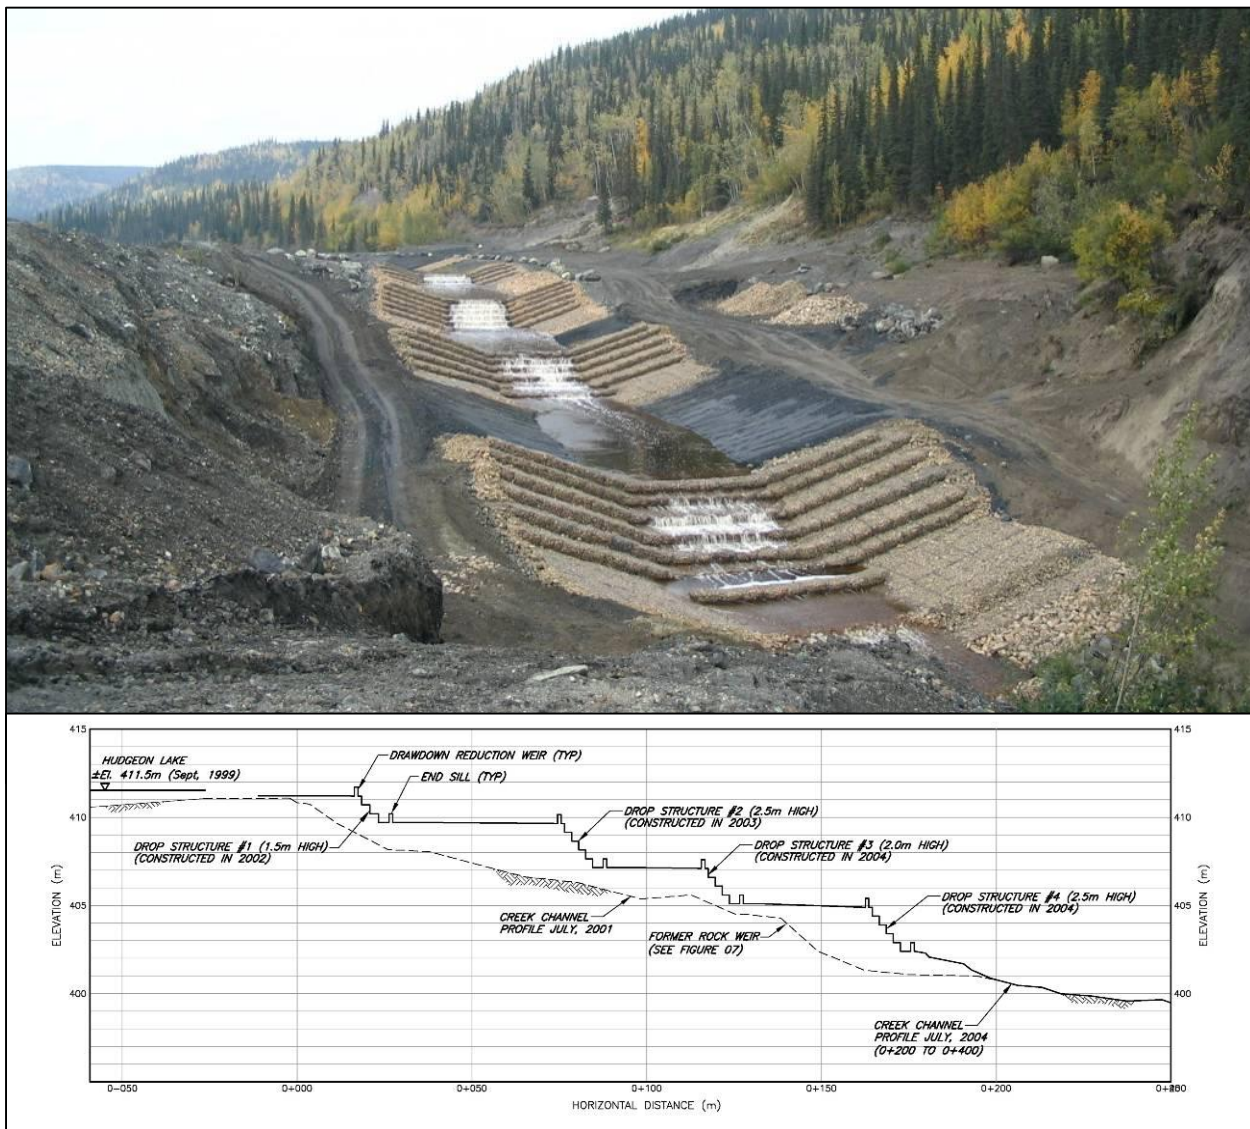 415
415
HUDGEON LAKE
±El. 411.5m (Sept, 1999)
DRAWDOWN REDUCTION WEIR (TYP)
END SILL (TYP)
410
410
DROP STRUCTURE #1 (1.5m HIGH)
(CONSTRUCTED IN 2002)
DROP STRUCTURE #2 (2.5m HIGH)
(CONSTRUCTED IN 2003)
DROP STRUCTURE #3 (2.0m HIGH)
(CONSTRUCTED IN 2004)
DROP STRUCTURE #4 (2.5m HIGH)
(CONSTRUCTED IN 2004)
ELEVATION (m)
ELEVATION (m)
405
405
CREEK CHANNEL
PROFILE JULY, 2001
FORMER ROCK WEIR
(SEE FIGURE 07)
400
400
CREEK CHANNEL
PROFILE JULY, 2004
(0+200 TO 0+400)
0-050
0+000
0+050
0+100
0+150
0+200
HORIZONTAL DISTANCE (m)